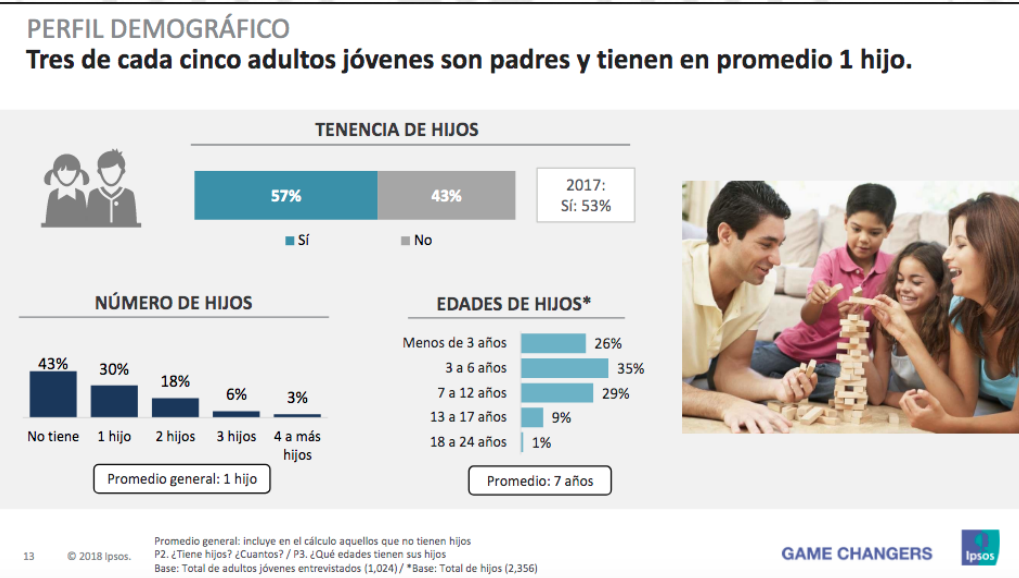 PERFIL DEMOGRÁFICO
Tres de cada cinco adultos jóvenes son padres y tienen en promedio 1 hijo.
TENENCIA DE HIJOS
57%
43%
2017:
Sí: 53%
Sí
No
NÚMERO DE HIJOS
43%
30%
18%
6%
3%
No tiene
1 hijo
2 hijos
3 hijos
4 a más
hijos
Promedio general: 1 hijo
EDADES DE HIJOS*
Menos de 3 años 26%
3 a 6 años 35%
7 a 12 años 29%
13 a 17 años 9%
18 a 24 años 1%
Promedio: 7 años
Promedio general: incluye en el cálculo aquellos que no tienen hijos
P2. ¿Tiene hijos? ¿Cuantos? / P3. ¿Qué edades tienen sus hijos
Base: Total de adultos jóvenes entrevistados (1,024) / *Base: Total de hijos (2,356)
13
© 2018 Ipsos.
GAME CHANGERS
Ipsos